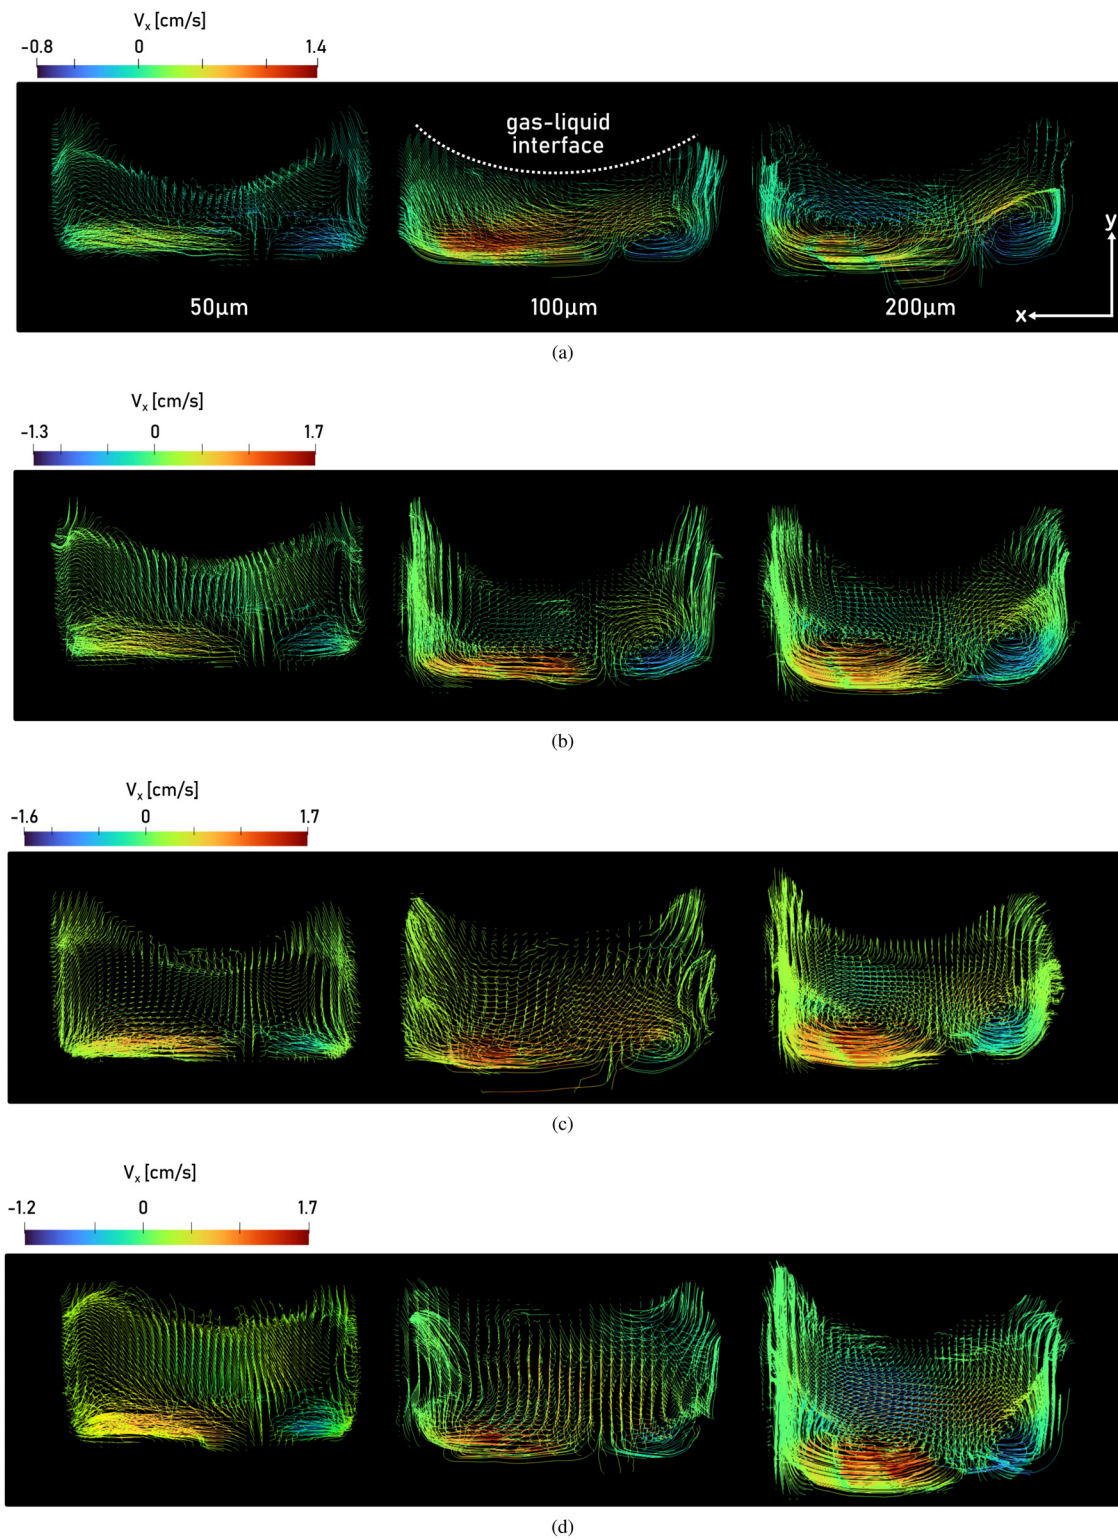 Vx [cm/s]
-0.8 0 1.4
gas-liquid
interface
y
x
50µm 100µm 200µm
(a)
Vx [cm/s]
-1.3 0 1.7
(b)
Vx [cm/s]
-1.6 0 1.7
(c)
Vx [cm/s]
-1.2 0 1.7
(d)